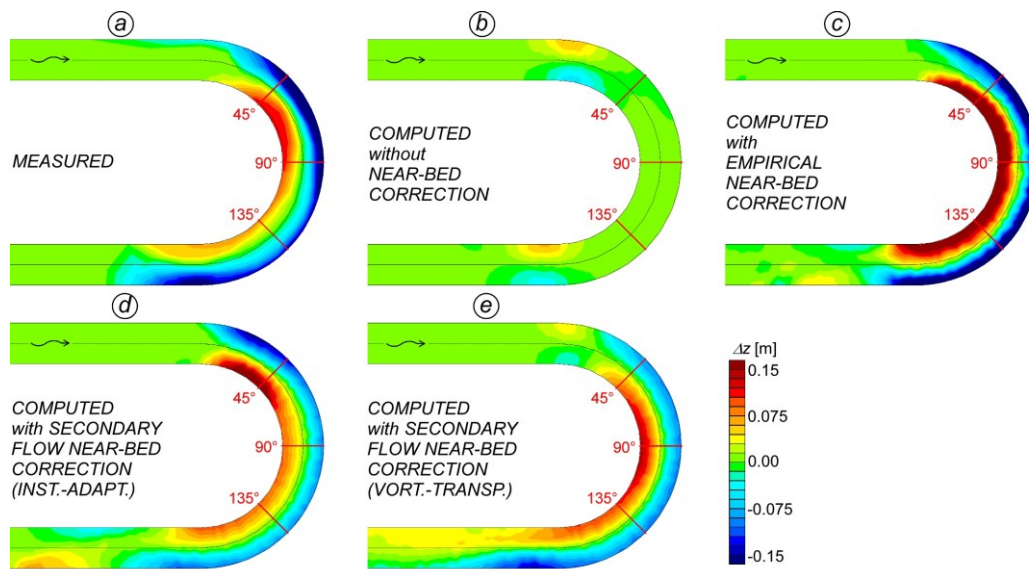 a
b
c
45°
90°
135°
MEASURED
45°
90°
135°
COMPUTED
without
NEAR-BED
CORRECTION
45°
90°
135°
COMPUTED
with
EMPIRICAL
NEAR-BED
CORRECTION
d
e
45°
90°
135°
COMPUTED
with SECONDARY
FLOW NEAR-BED
CORRECTION
(INST.-ADAPT.)
45°
90°
135°
COMPUTED
with SECONDARY
FLOW NEAR-BED
CORRECTION
(VORT.-TRANSP.)
Δz [m]
0.15
0.075
0.00
-0.075
-0.15